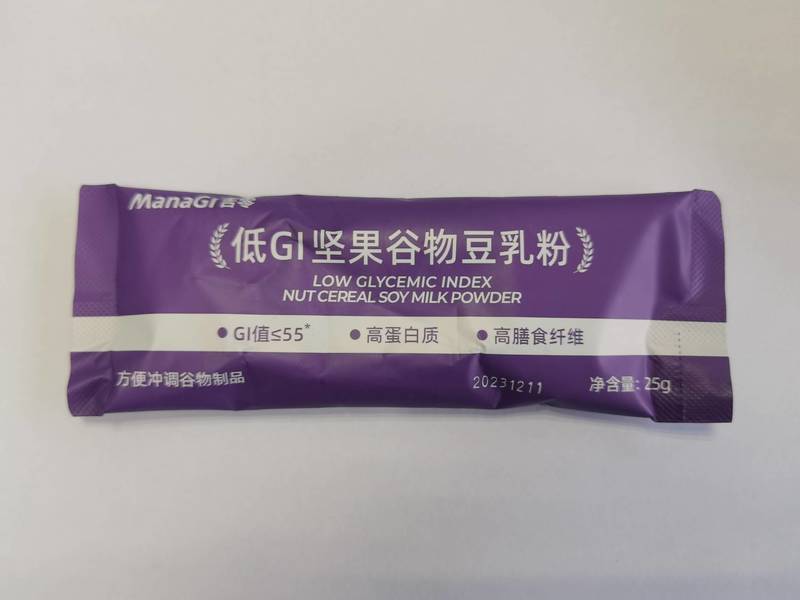 ManaGi 吉零
低GI坚果谷物豆乳粉
LOW GLYCEMIC INDEX
NUT CEREAL SOY MILK POWDER
●GI值≤55* ●高蛋白质 ●高膳食纤维
方便冲调谷物制品 20231211 净含量: 25g